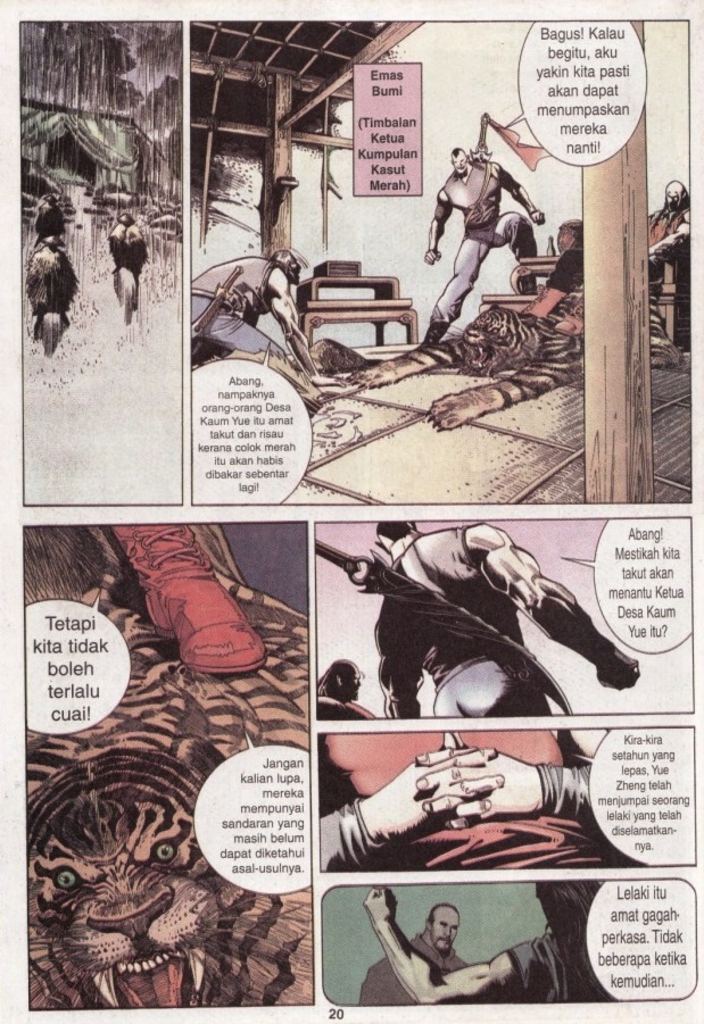 Bagus! Kalau
begitu, aku
yakin kita pasti
akan dapat
menumpaskan
mereka
nanti!
Emas
Bumi
(Timbalan
Ketua
Kumpulan
Kasut
Merah)
Abang,
nampaknya
orang-orang Desa
Kaum Yue itu amat
takut dan risau
kerana colok merah
itu akan habis
dibakar sebentar
lagi!
Tetapi
kita tidak
boleh
terlalu
cuai!
Jangan
kalian lupa,
mereka
mempunyai
sandaran yang
masih belum
dapat diketahui
asal-usulnya.
Abang!
Mestikah kita
takut akan
menantu Ketua
Desa Kaum
Yue itu?
Kira-kira
setahun yang
lepas, Yue
Zheng telah
menjumpai seorang
lelaki yang telah
diselamatkan-
nya.
Lelaki itu
amat gagah-
perkasa. Tidak
beberapa ketika
kemudian...
20